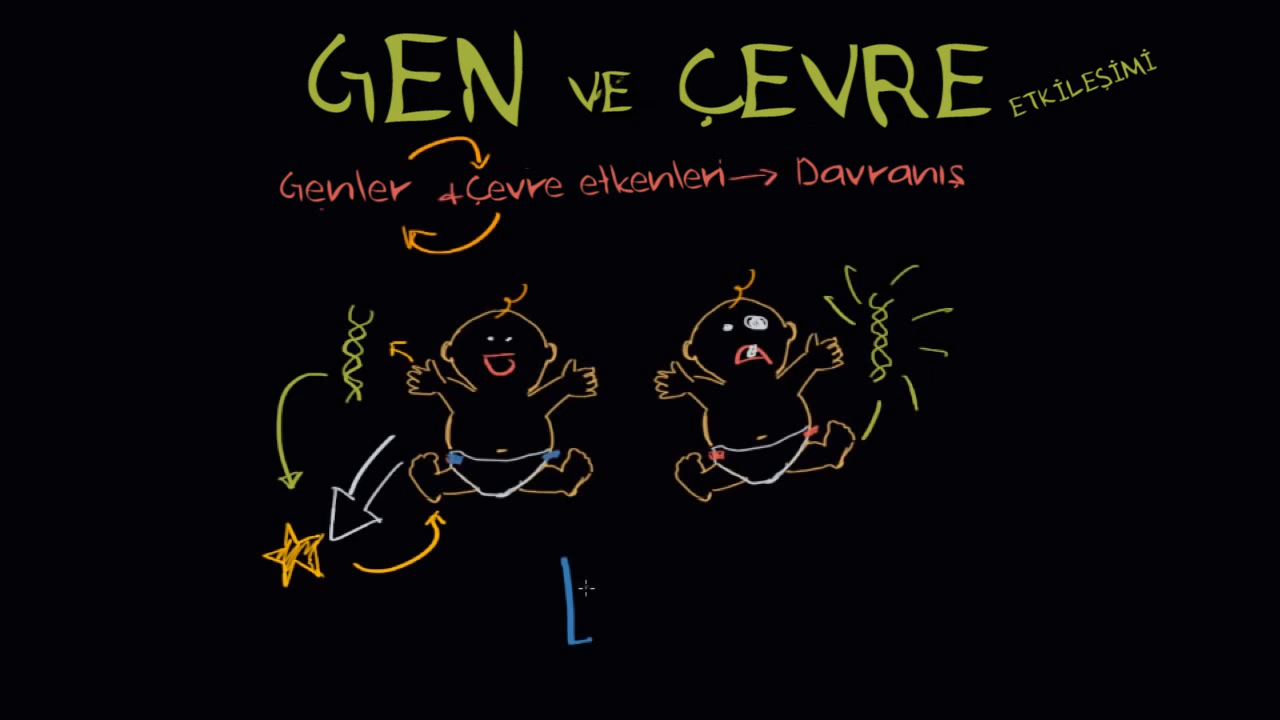 GEN VE ÇEVRE ETKİLEŞİMİ
Genler + Çevre etkenleri → Davranış